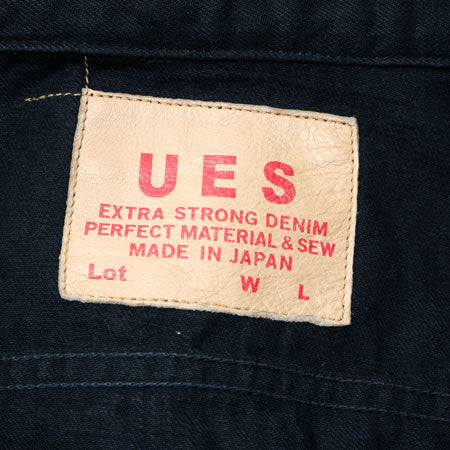 UES
EXTRA STRONG DENIM
PERFECT MATERIAL & SEW
MADE IN JAPAN
Lot W L